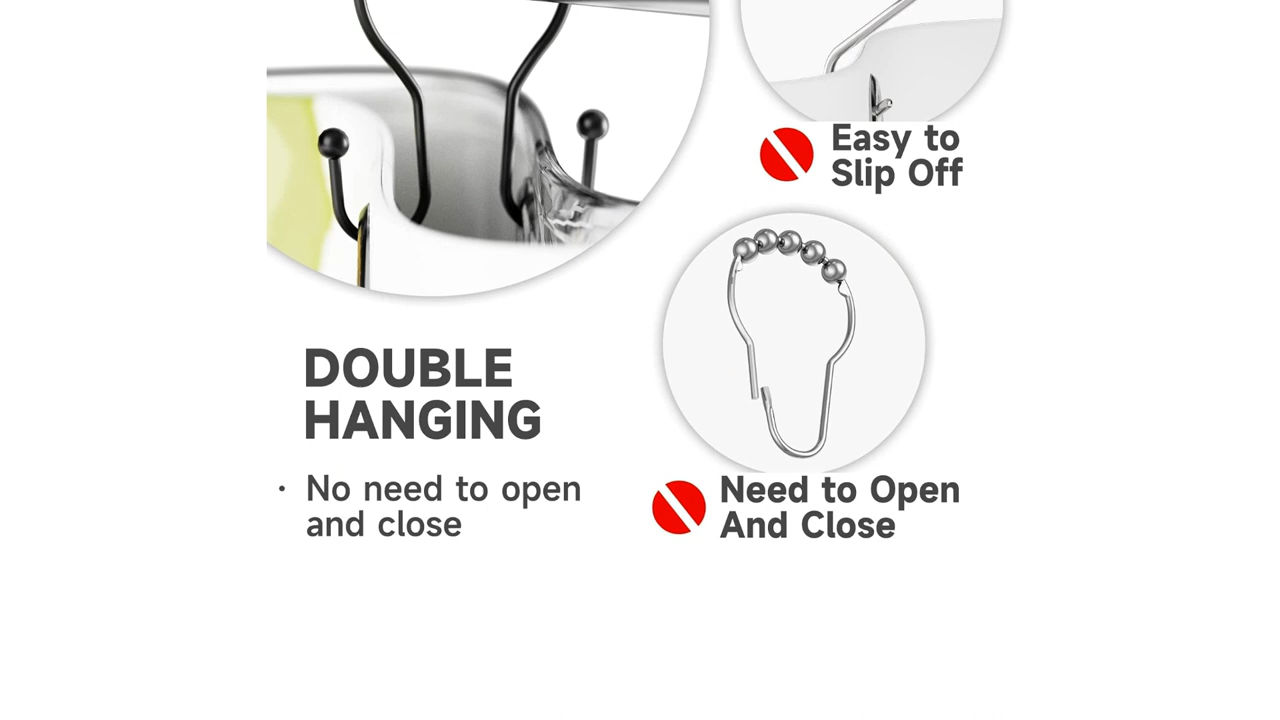 Easy to
Slip Off
DOUBLE
HANGING
· No need to open
and close
Need to Open
And Close